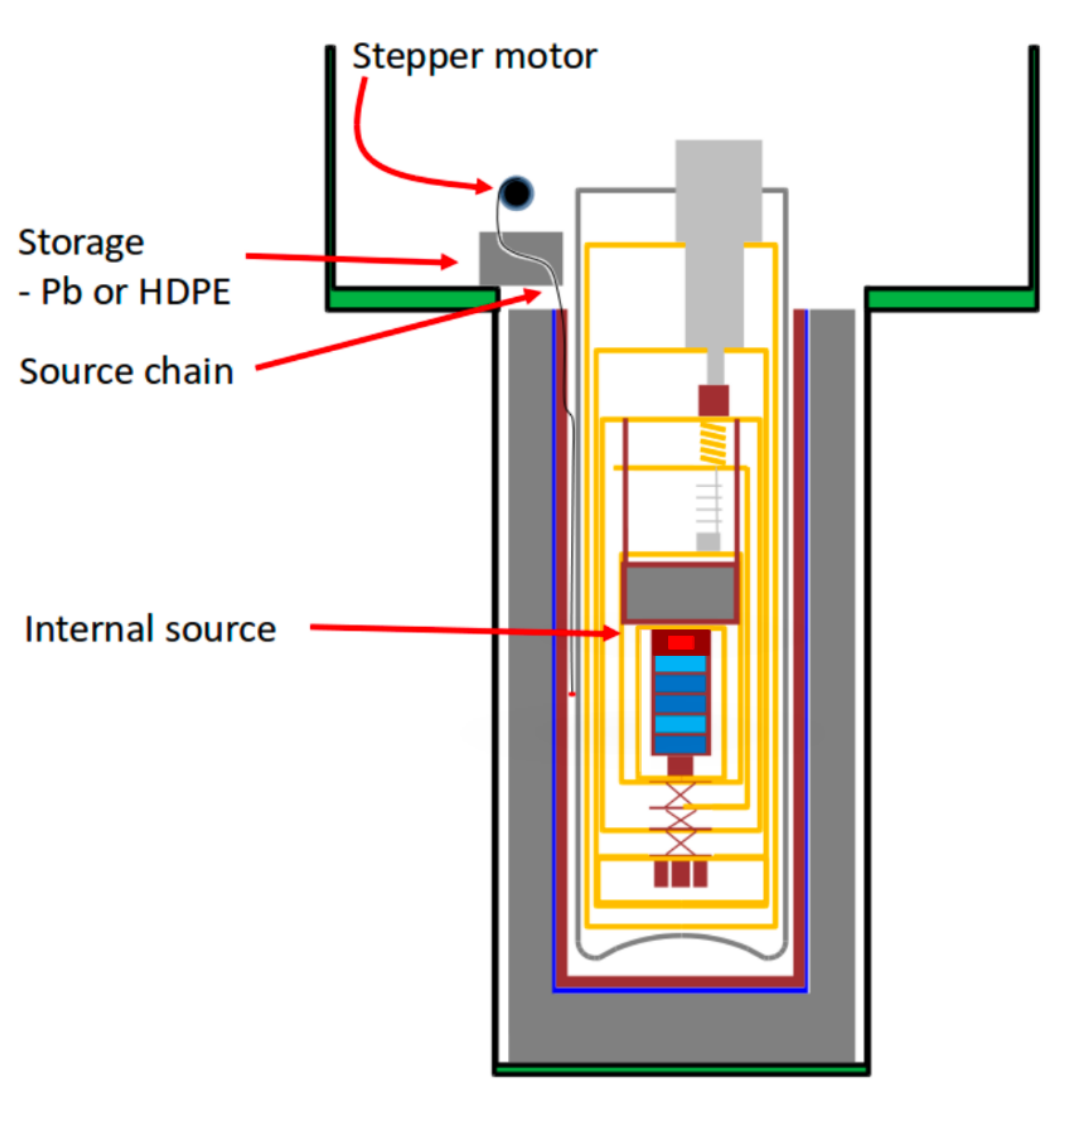 Stepper motor
Storage
- Pb or HDPE
Source chain
Internal source